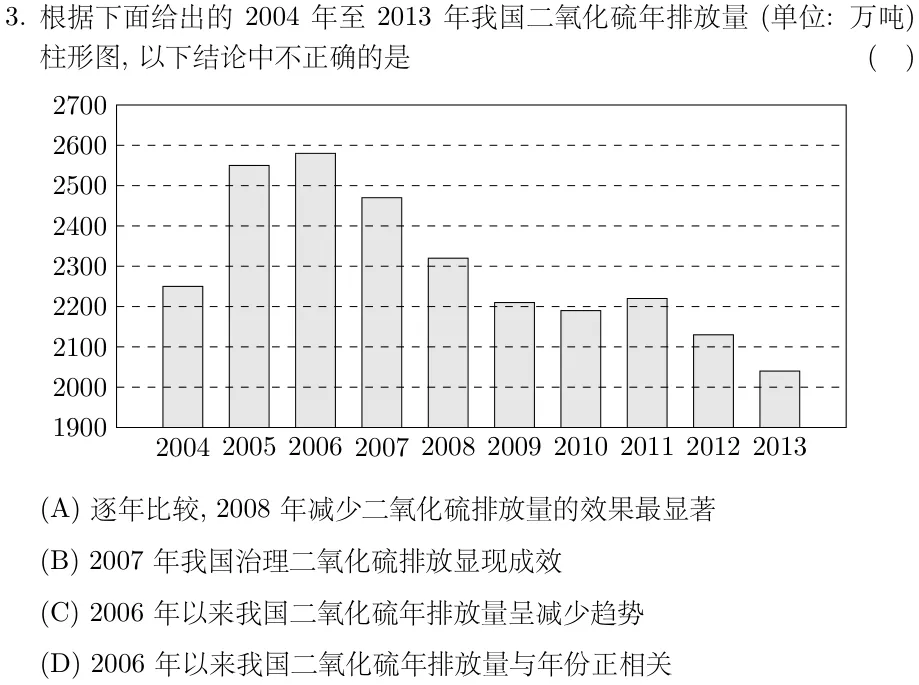 3. 根据下面给出的 2004 年至 2013 年我国二氧化硫年排放量 (单位: 万吨)
柱形图, 以下结论中不正确的是 ( )
2700
2600
2500
2400
2300
2200
2100
2000
1900
2004 2005 2006 2007 2008 2009 2010 2011 2012 2013
(A) 逐年比较, 2008 年减少二氧化硫排放量的效果最显著
(B) 2007 年我国治理二氧化硫排放显现成效
(C) 2006 年以来我国二氧化硫年排放量呈减少趋势
(D) 2006 年以来我国二氧化硫年排放量与年份正相关